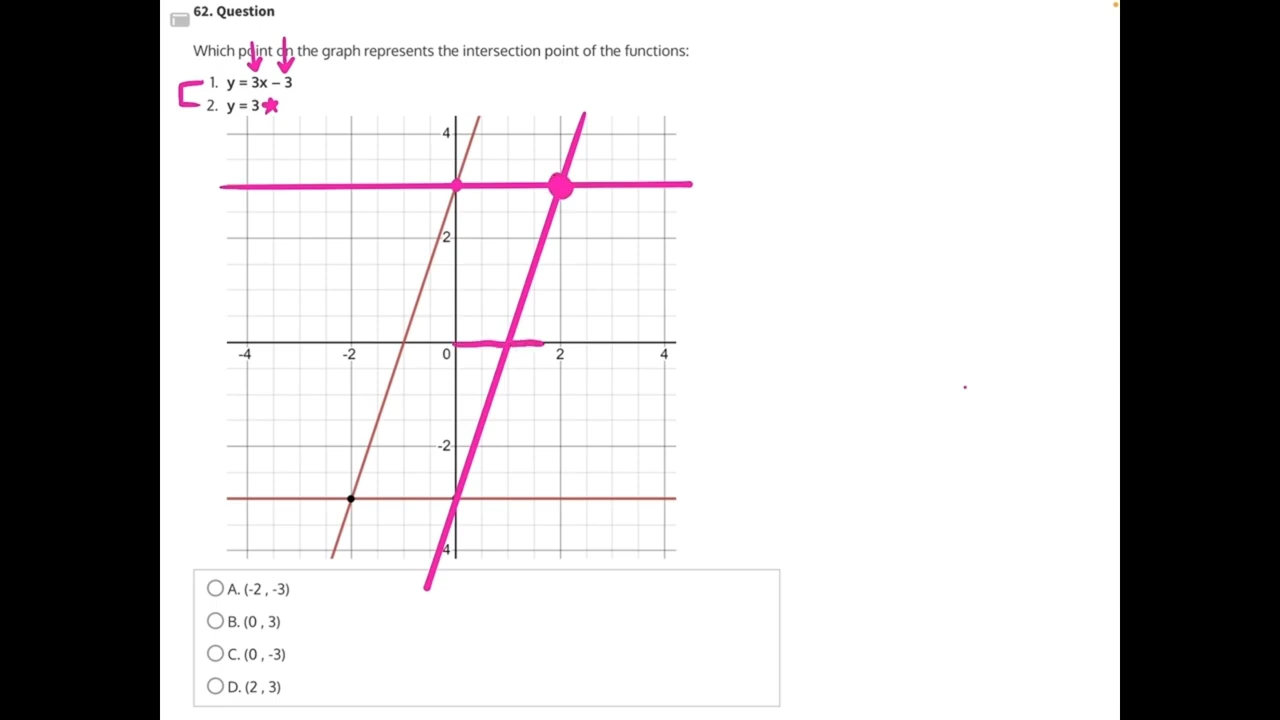 62. Question
Which point on the graph represents the intersection point of the functions:
1. y = 3x – 3
2. y = 3
4
2
-4
-2
0
2
4
-2
4
A. (-2 , -3)
B. (0 , 3)
C. (0 , -3)
D. (2 , 3)